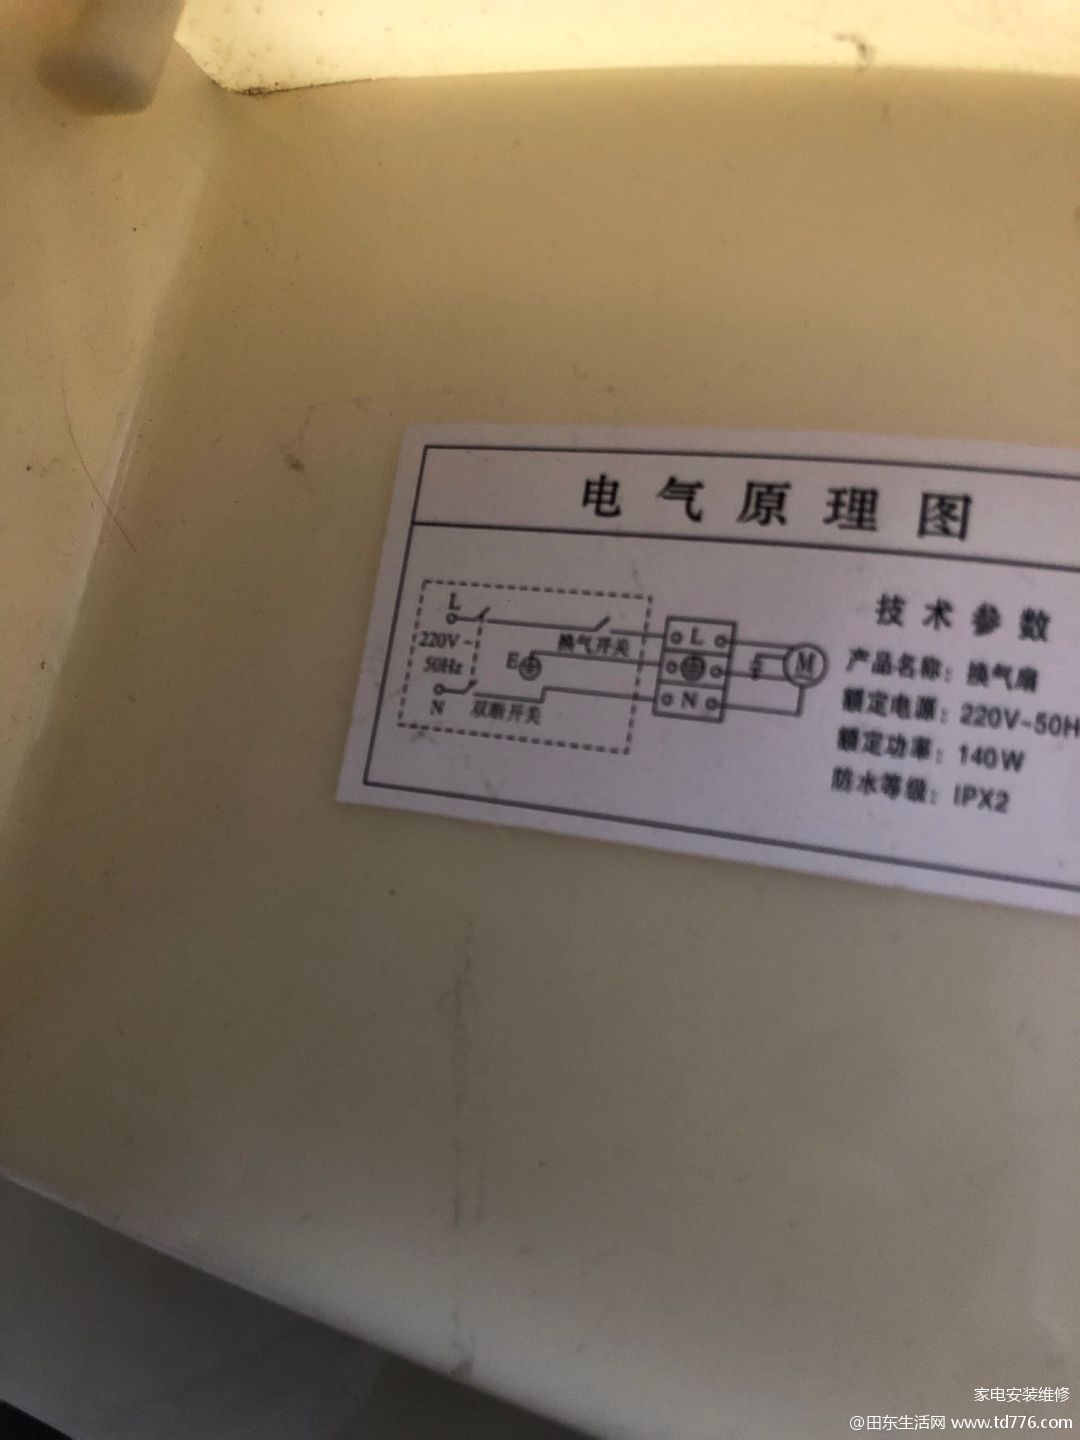 电气原理图
L
220V~
50Hz
N
E
换气开关
双断开关
L
N
M
技术参数
产品名称：换气扇
额定电源：220V~50H
额定功率：140W
防水等级：IPX2
家电安装维修
@田东生活网 www.td776.com